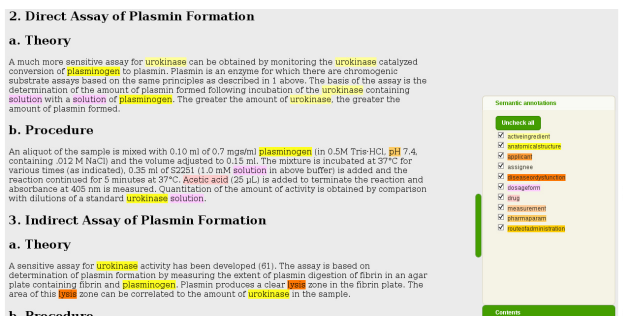 2. Direct Assay of Plasmin Formation
a. Theory
A much more sensitive assay for urokinase can be obtained by monitoring the urokinase catalyzed
conversion of plasminogen to plasmin. Plasmin is an enzyme for which there are chromogenic
substrate assays based on the same principles as described in 1 above. The basis of the assay is the
determination of the amount of plasmin formed following incubation of the urokinase containing
solution with a solution of plasminogen. The greater the amount of urokinase, the greater the
amount of plasmin formed.
b. Procedure
An aliquot of the sample is mixed with 0.10 ml of 0.7 mgs/ml plasminogen (in 0.5M Tris-HCl, pH 7.4,
containing .012 M NaCl) and the volume adjusted to 0.15 ml. The mixture is incubated at 37°C for
various times (as indicated), 0.35 ml of S2251 (1.0 mM solution in above buffer) is added and the
reaction continued for 5 minutes at 37°C. Acetic acid (25 µL) is added to terminate the reaction and
absorbance at 405 nm is measured. Quantitation of the amount of activity is obtained by comparison
with dilutions of a standard urokinase solution.
3. Indirect Assay of Plasmin Formation
a. Theory
A sensitive assay for urokinase activity has been developed (61). The assay is based on
determination of plasmin formation by measuring the extent of plasmin digestion of fibrin in an agar
plate containing fibrin and plasminogen. Plasmin produces a clear lysis zone in the fibrin plate. The
area of this lysis zone can be correlated to the amount of urokinase in the sample.
b. Procedure
Semantic annotations
Uncheck all
activeingredient
anatomicalstructure
applicant
assignee
diseaseordysfunction
dosageform
drug
measurement
pharmaparam
routeofadministration
Contents